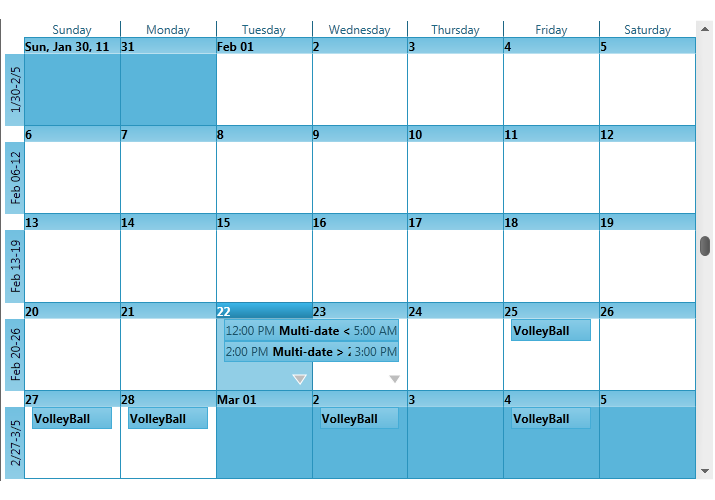 Sunday Monday Tuesday Wednesday Thursday Friday Saturday
Sun, Jan 30, 11 31 Feb 01 2 3 4 5
1/30-2/5
6 7 8 9 10 11 12
Feb 06-12
13 14 15 16 17 18 19
Feb 13-19
20 21 22 23 24 25 26
Feb 20-26
12:00 PM Multi-date < 5:00 AM VolleyBall
2:00 PM Multi-date > 3:00 PM
27 28 Mar 01 2 3 4 5
2/27-3/5
VolleyBall VolleyBall VolleyBall VolleyBall